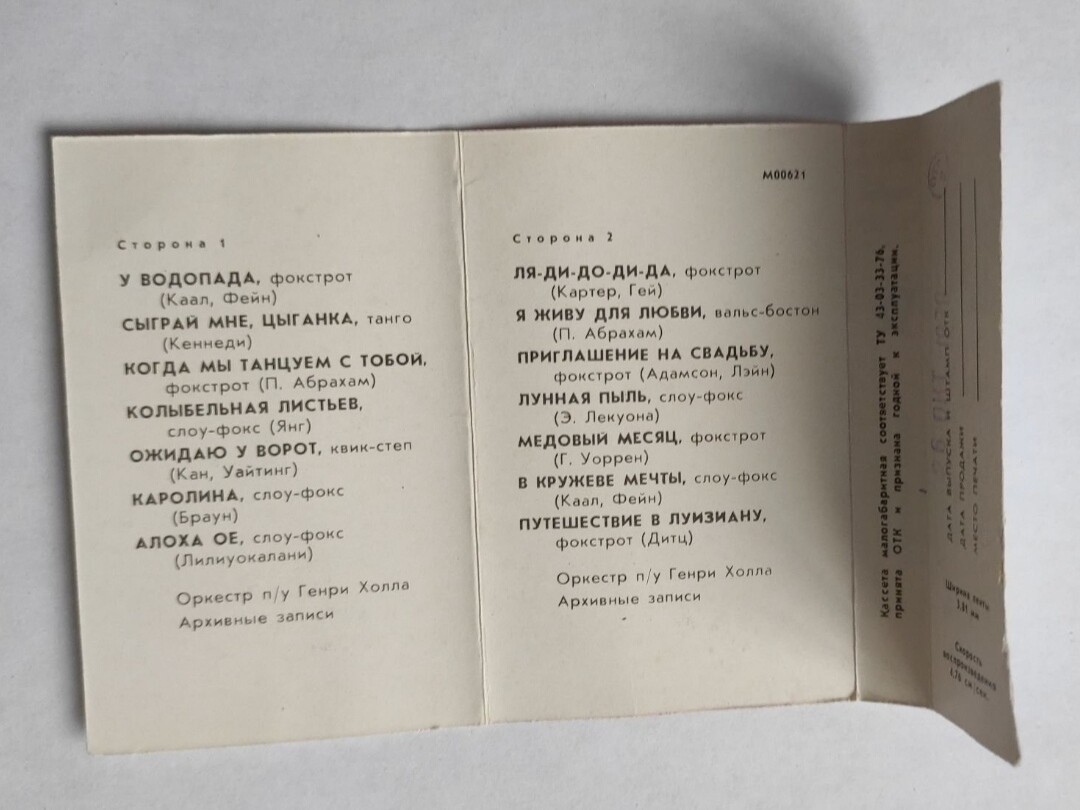 Сторона 1
У ВОДОПАДА, фокстрот
(Каал, Фейн)
СЫГРАЙ МНЕ, ЦЫГАНКА, танго
(Кеннеди)
КОГДА МЫ ТАНЦУЕМ С ТОБОЙ,
фокстрот (П. Абрахам)
КОЛЫБЕЛЬНАЯ ЛИСТЬЕВ,
слоу-фокс (Янг)
ОЖИДАЮ У ВОРОТ, квик-степ
(Кан, Уайтинг)
КАРОЛИНА, слоу-фокс
(Браун)
АЛОХА ОЕ, слоу-фокс
(Лилиуокалани)
Оркестр п/у Генри Холла
Архивные записи
М00621
Сторона 2
ЛЯ-ДИ-ДО-ДИ-ДА, фокстрот
(Картер, Гей)
Я ЖИВУ ДЛЯ ЛЮБВИ, вальс-бостон
(П. Абрахам)
ПРИГЛАШЕНИЕ НА СВАДЬБУ,
фокстрот (Адамсон, Лэйн)
ЛУННАЯ ПЫЛЬ, слоу-фокс
(Э. Лекуона)
МЕДОВЫЙ МЕСЯЦ, фокстрот
(Г. Уоррен)
В КРУЖЕВЕ МЕЧТЫ, слоу-фокс
(Каал, Фейн)
ПУТЕШЕСТВИЕ В ЛУИЗИАНУ,
фокстрот (Дитц)
Оркестр п/у Генри Холла
Архивные записи
Кассета малогабаритная соответствует ТУ 43-03-33-76,
принята ОТК и признана годной к эксплуатации.
ДАТА ВЫПУСКА И ШТАМП ОТК
ДАТА ПРОДАЖИ
МЕСТО ПЕЧАТИ
Ширина ленты
3,81 мм
Скорость
воспроизведения
4,76 см/сек.